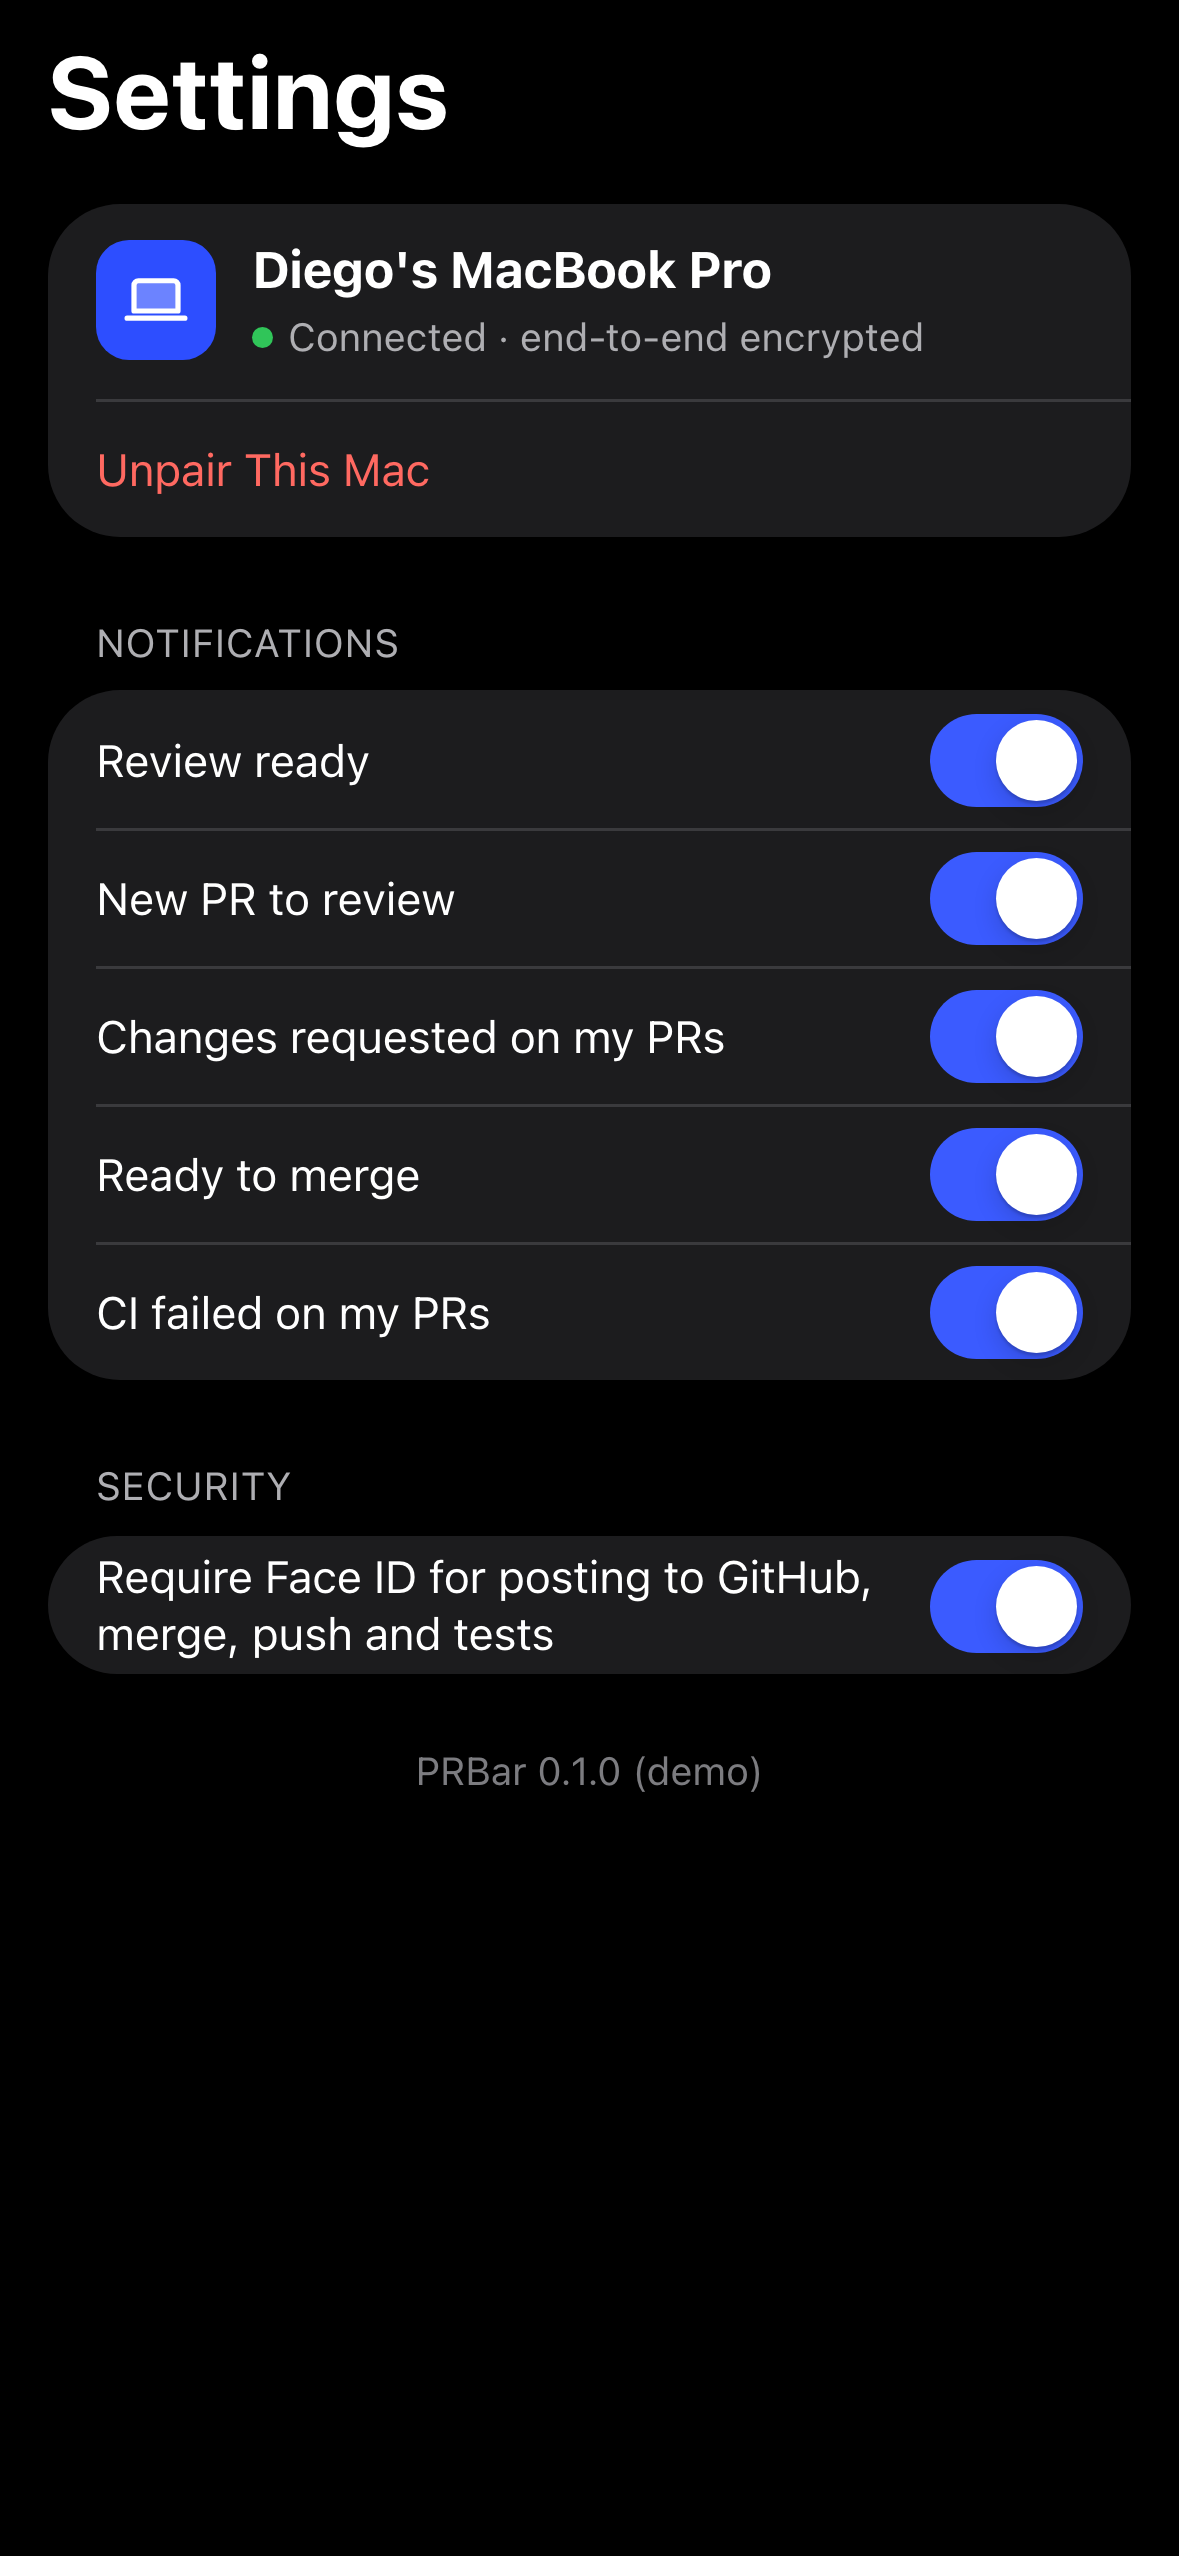 Settings
Diego's MacBook Pro
Connected · end-to-end encrypted
Unpair This Mac
NOTIFICATIONS
Review ready
New PR to review
Changes requested on my PRs
Ready to merge
CI failed on my PRs
SECURITY
Require Face ID for posting to GitHub,
merge, push and tests
PRBar 0.1.0 (demo)